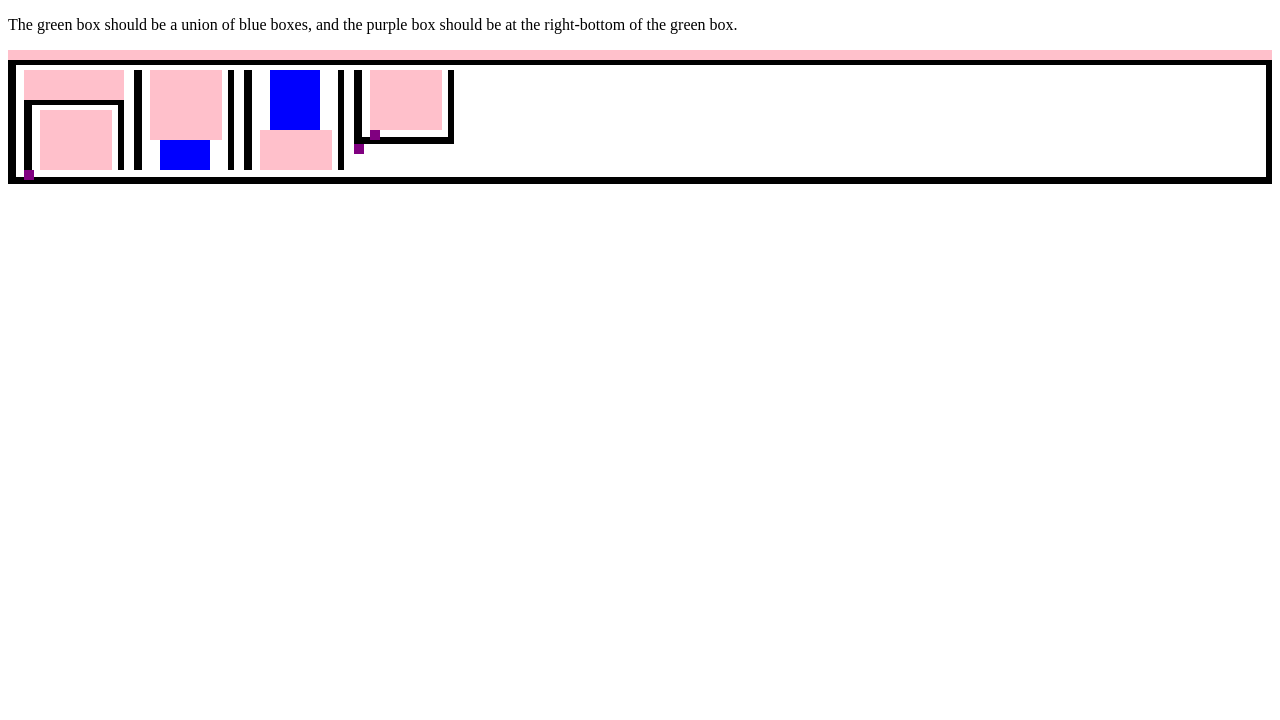 The green box should be a union of blue boxes, and the purple box should be at the right-bottom of the green box.